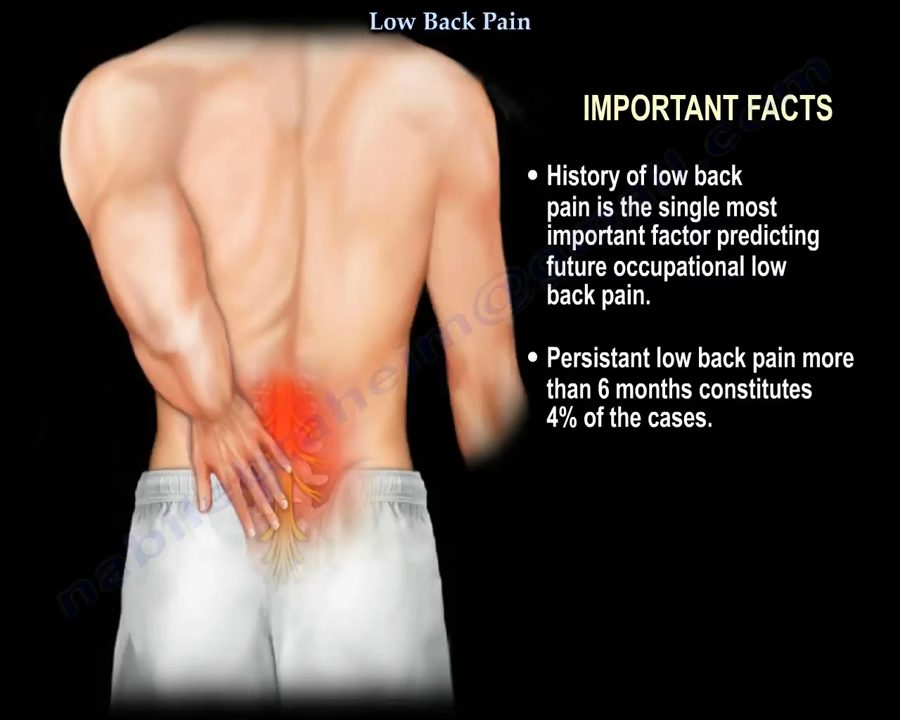 Low Back Pain
IMPORTANT FACTS
• History of low back
pain is the single most
important factor predicting
future occupational low
back pain.
• Persistant low back pain more
than 6 months constitutes
4% of the cases.